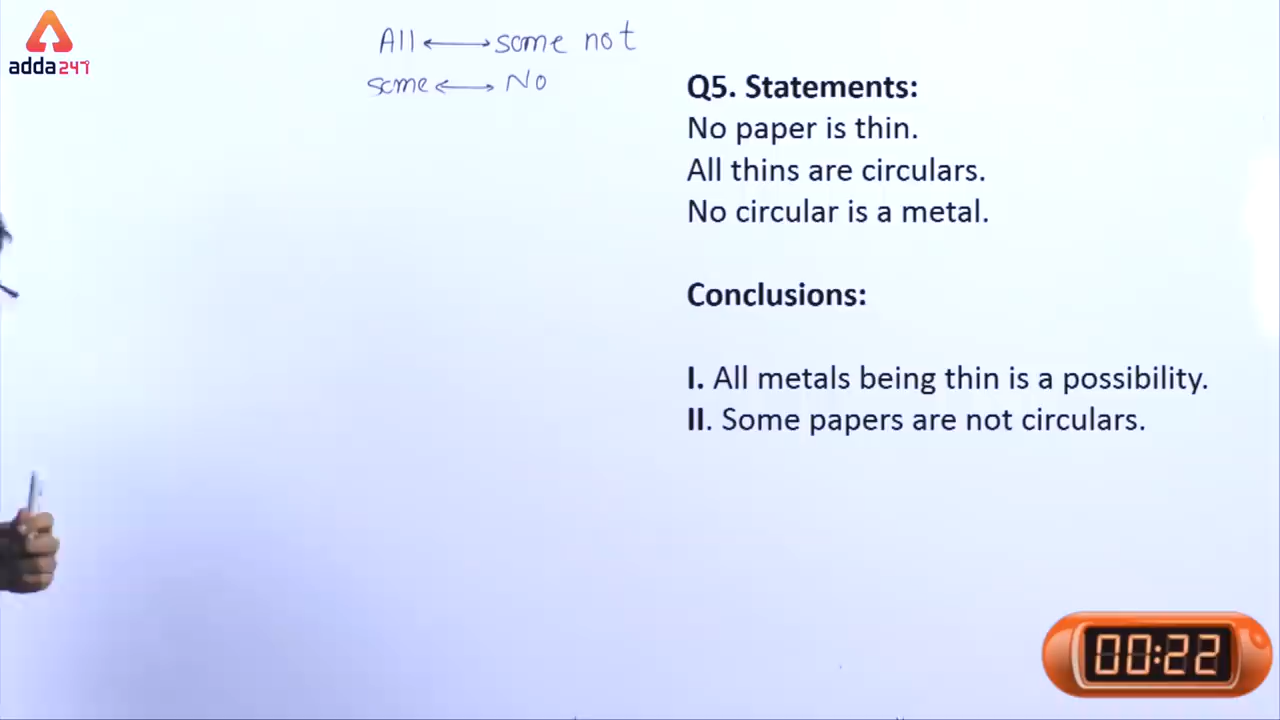 adda247
All ⟷ some not
some ⟷ No
Q5. Statements:
No paper is thin.
All thins are circulars.
No circular is a metal.
Conclusions:
I. All metals being thin is a possibility.
II. Some papers are not circulars.
00:22